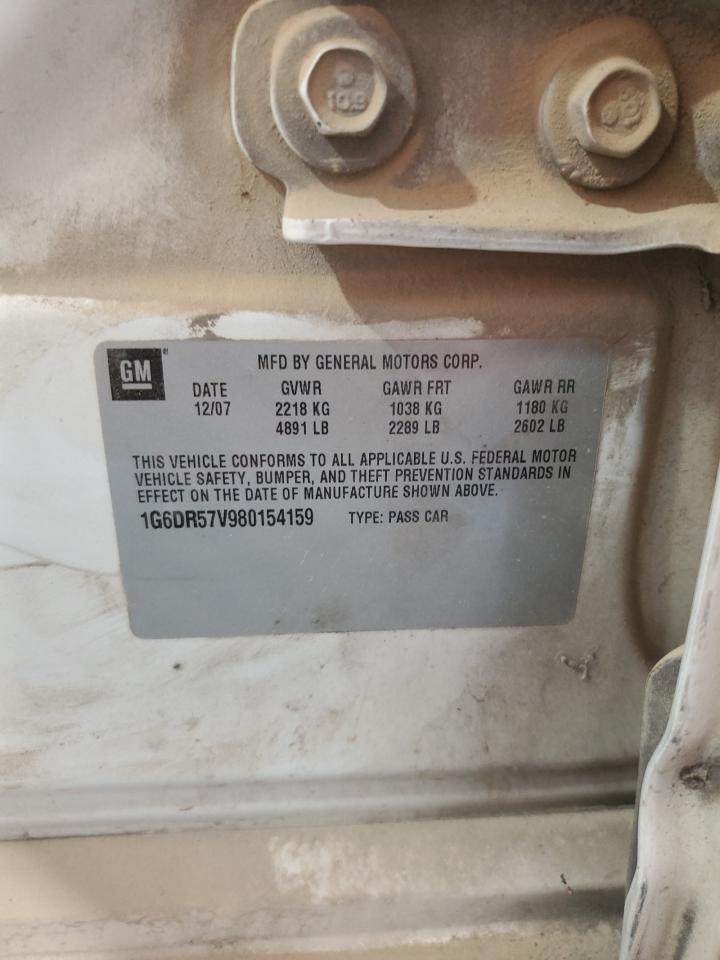 10.9
GM
MFD BY GENERAL MOTORS CORP.
DATE GVWR GAWR FRT GAWR RR
12/07 2218 KG 1038 KG 1180 KG
4891 LB 2289 LB 2602 LB
THIS VEHICLE CONFORMS TO ALL APPLICABLE U.S. FEDERAL MOTOR
VEHICLE SAFETY, BUMPER, AND THEFT PREVENTION STANDARDS IN
EFFECT ON THE DATE OF MANUFACTURE SHOWN ABOVE.
1G6DR57V980154159 TYPE: PASS CAR